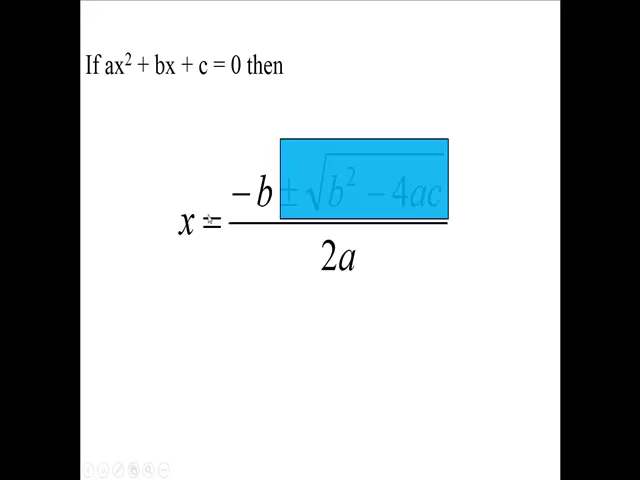 If ax² + bx + c = 0 then
x = −b ± √b² − 4ac
2a